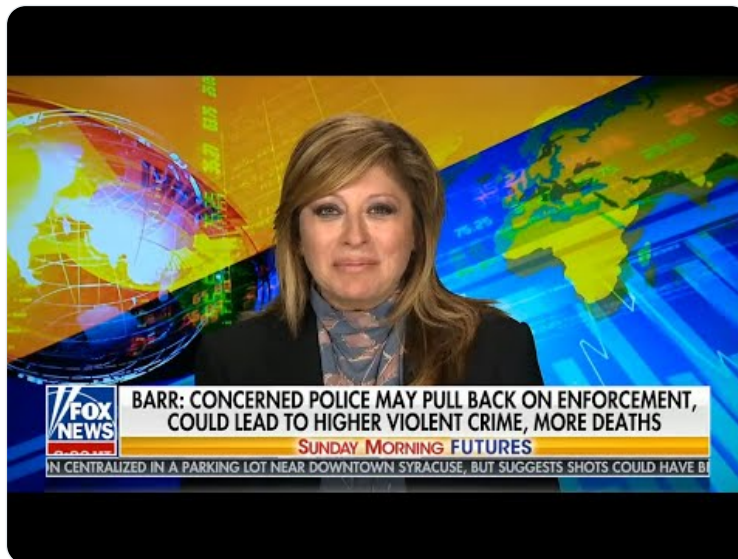 BARR: CONCERNED POLICE MAY PULL BACK ON ENFORCEMENT,
COULD LEAD TO HIGHER VIOLENT CRIME, MORE DEATHS
FOX
NEWS
SUNDAY MORNING FUTURES
ON CENTRALIZED IN A PARKING LOT NEAR DOWNTOWN SYRACUSE, BUT SUGGESTS SHOTS COULD HAVE